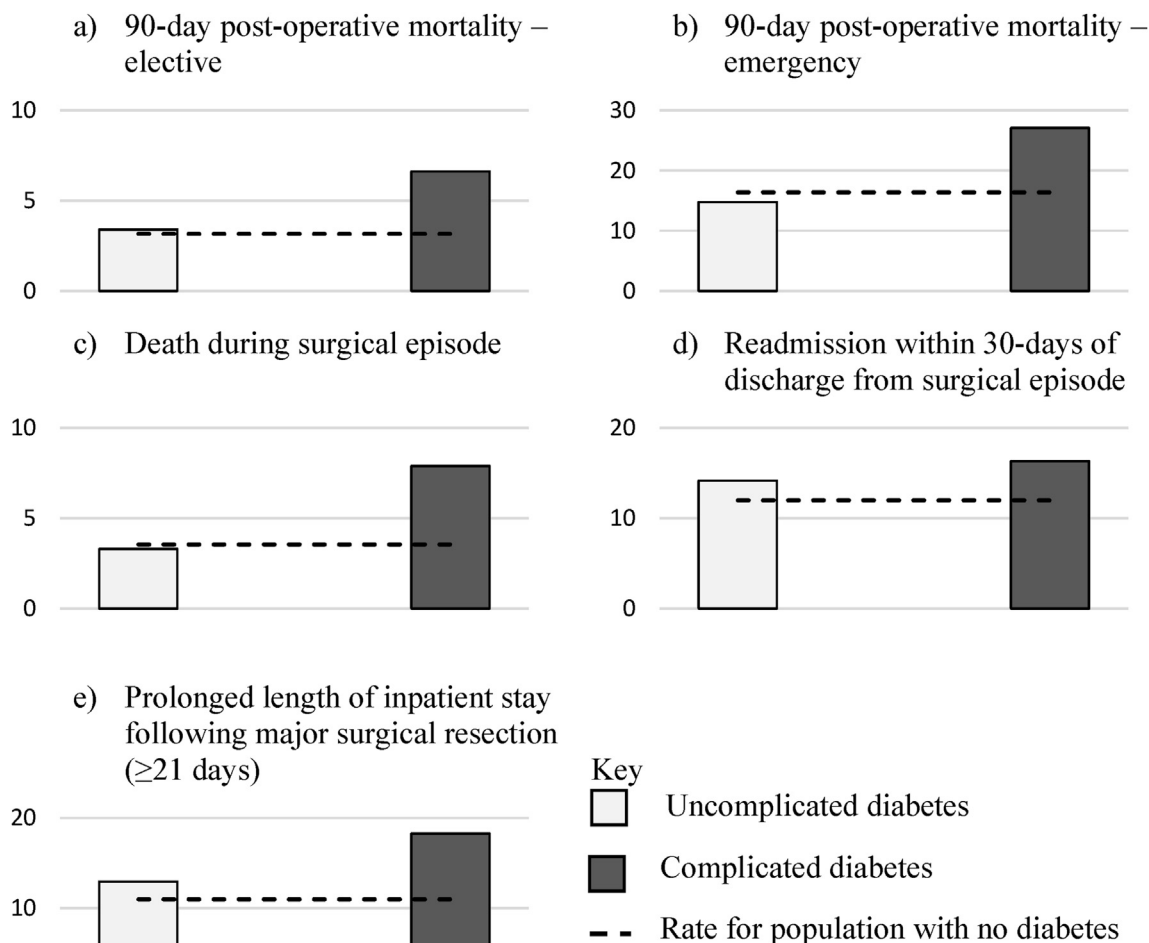 a) 90-day post-operative mortality –
elective
10
5
0
b) 90-day post-operative mortality –
emergency
30
20
10
0
c) Death during surgical episode
10
5
0
d) Readmission within 30-days of
discharge from surgical episode
20
10
0
e) Prolonged length of inpatient stay
following major surgical resection
(≥21 days)
20
10
Key
Uncomplicated diabetes
Complicated diabetes
Rate for population with no diabetes